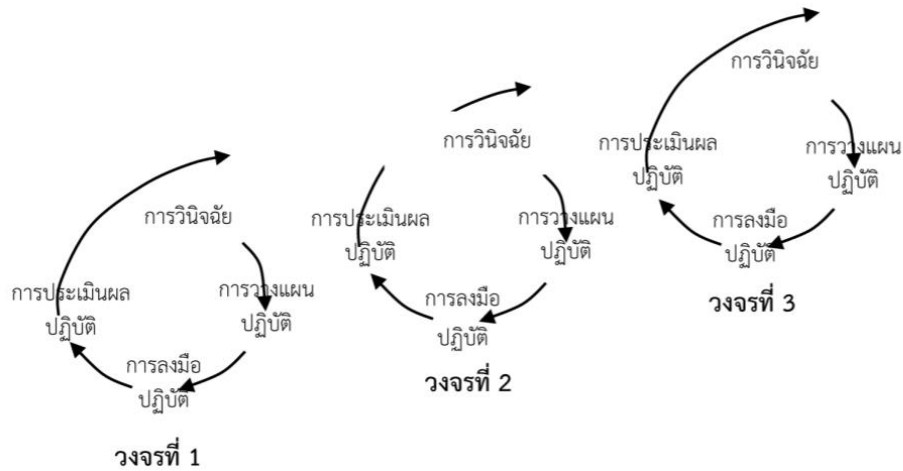 การวินิจฉัย
การวางแผน
ปฏิบัติ
การลงมือ
ปฏิบัติ
การประเมินผล
ปฏิบัติ
วงจรที่ 1
การวินิจฉัย
การวางแผน
ปฏิบัติ
การลงมือ
ปฏิบัติ
การประเมินผล
ปฏิบัติ
วงจรที่ 2
การวินิจฉัย
การวางแผน
ปฏิบัติ
การลงมือ
ปฏิบัติ
การประเมินผล
ปฏิบัติ
วงจรที่ 3